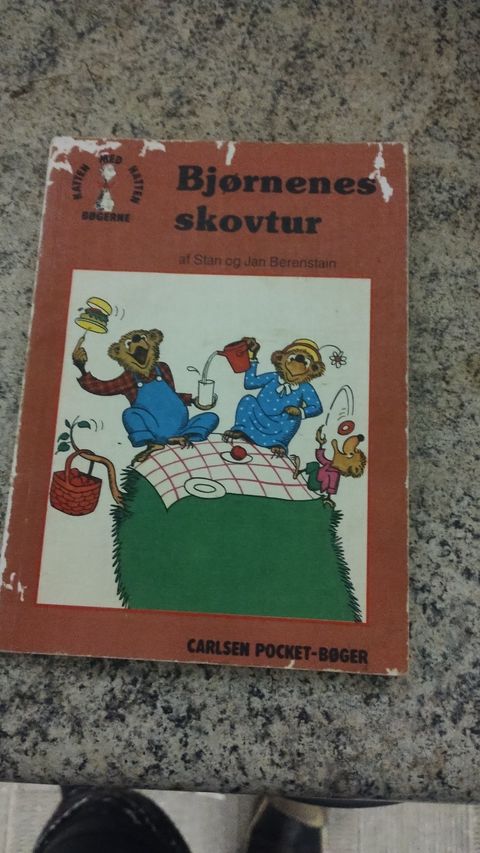 KATTEN MED HATTEN
BØGERNE
Bjørnenes
skovtur
af Stan og Jan Berenstain
CARLSEN POCKET-BØGER